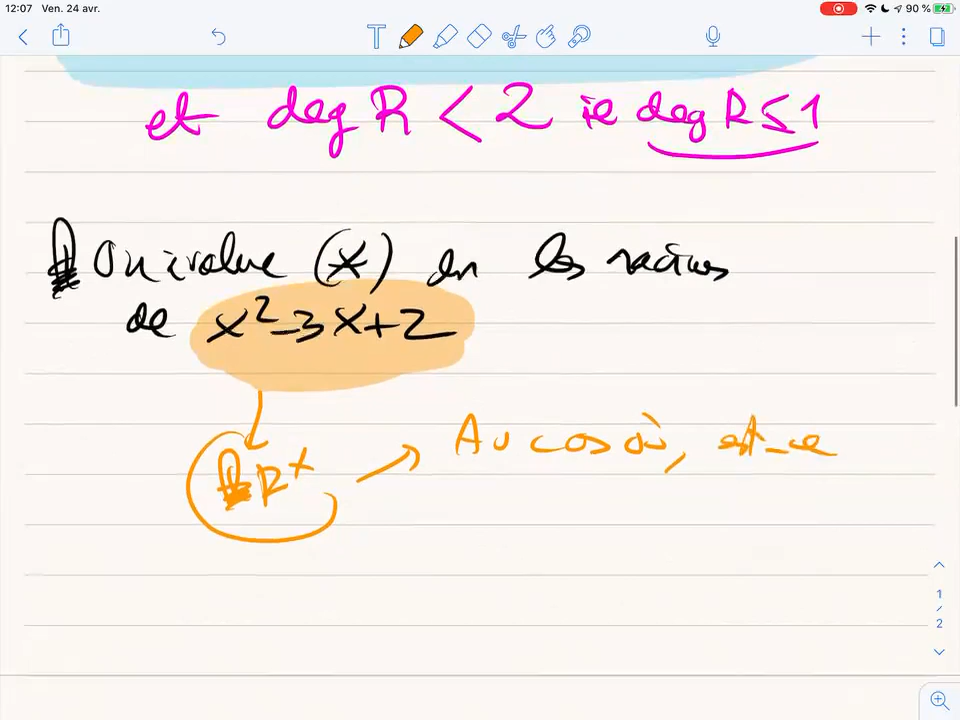 12:07 Ven. 24 avr. 90 %
et deg R < 2 ie deg R ≤ 1
On évalue (*) en les racines
de X²-3X+2
R^x → Au cas où, est-ce
1
/
2